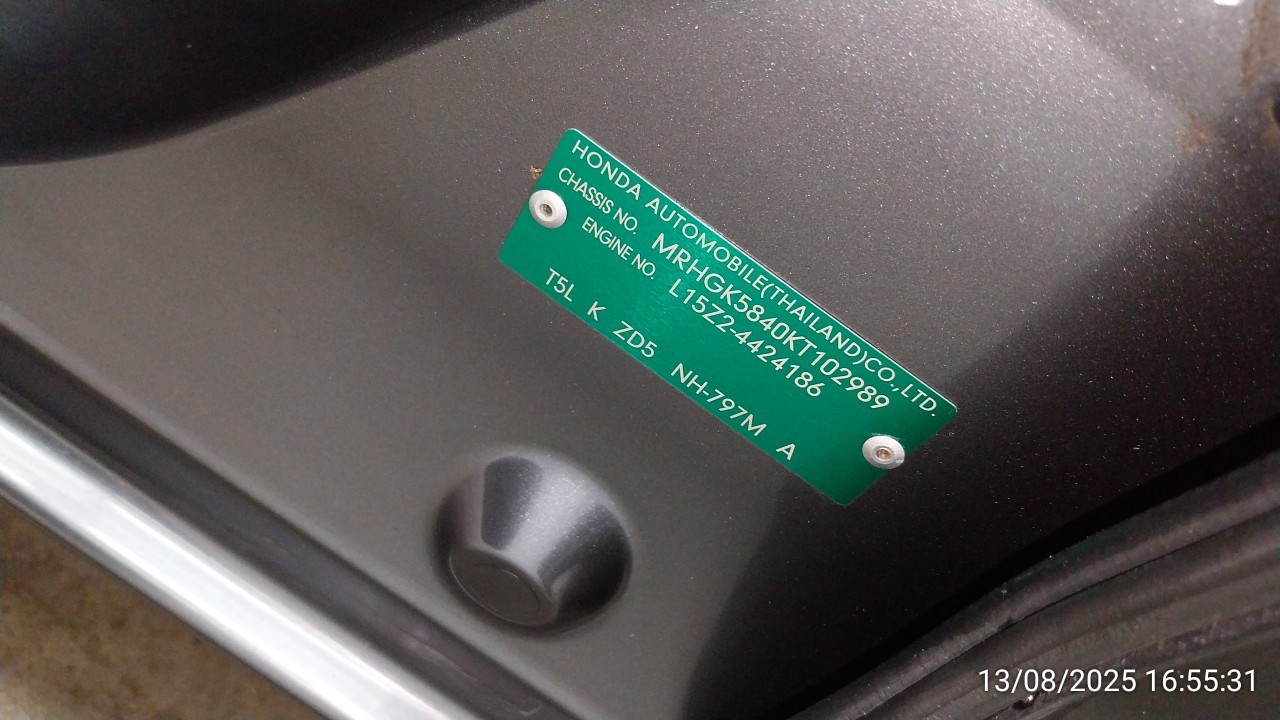 HONDA AUTOMOBILE(THAILAND)CO.,LTD.
CHASSIS NO. MRHGK5840KT102989
ENGINE NO. L15Z2-4424186
T5L K ZD5 NH-797M A
13/08/2025 16:55:31